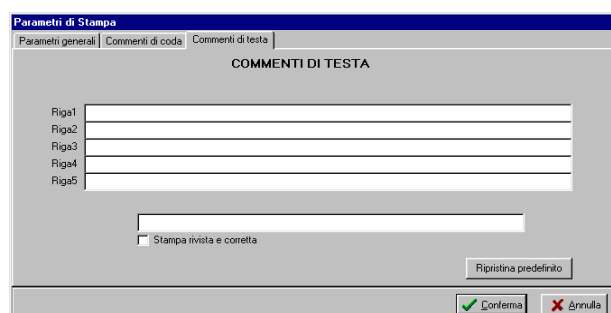 Parametri di Stampa
Parametri generali Commenti di coda Commenti di testa
COMMENTI DI TESTA
Riga1
Riga2
Riga3
Riga4
Riga5
Stampa rivista e corretta
Ripristina predefinito
Conferma Annulla